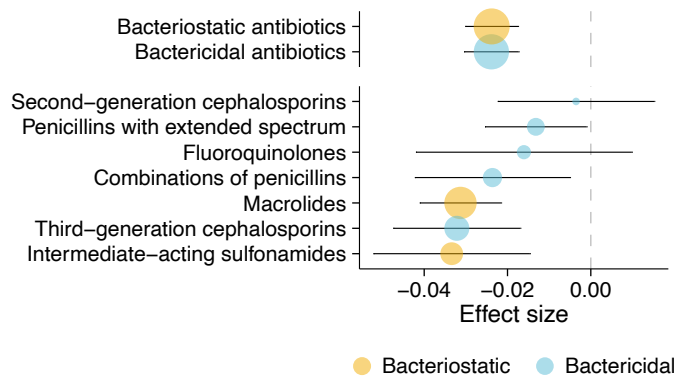 Bacteriostatic antibiotics
Bactericidal antibiotics
Second−generation cephalosporins
Penicillins with extended spectrum
Fluoroquinolones
Combinations of penicillins
Macrolides
Third−generation cephalosporins
Intermediate−acting sulfonamides
−0.04 −0.02 0.00
Effect size
Bacteriostatic Bactericidal